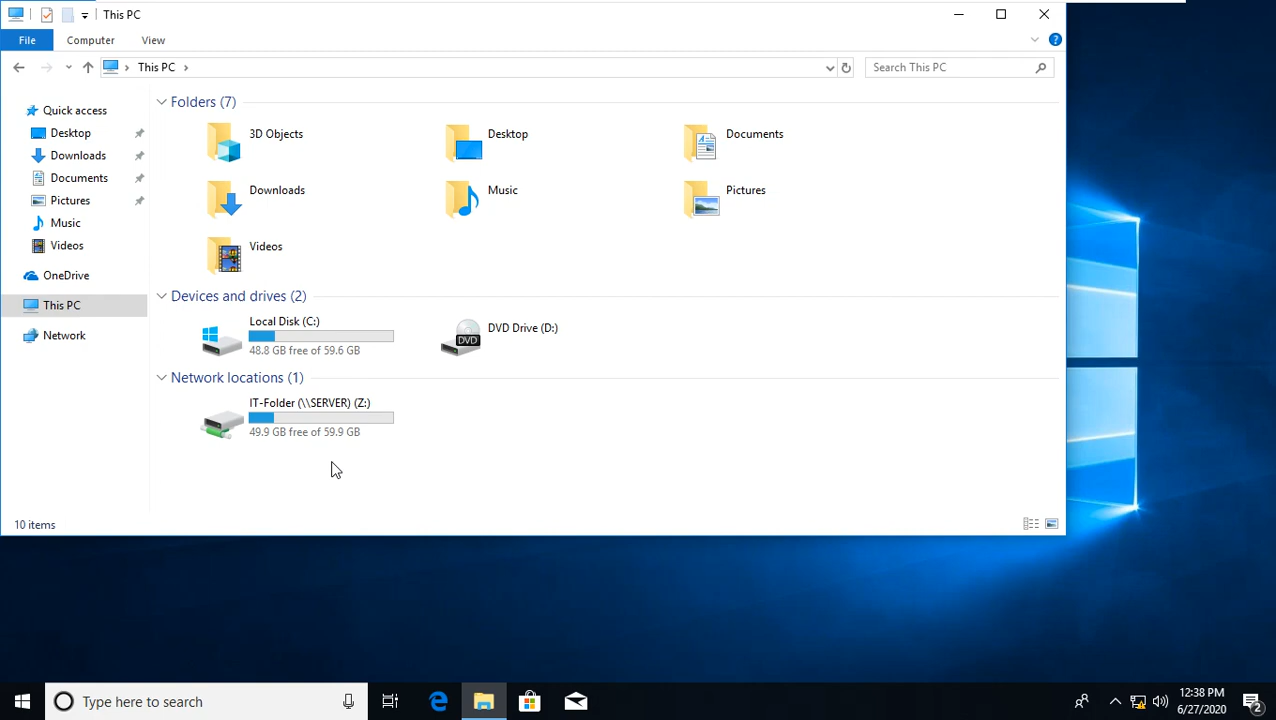 This PC
File
Computer
View
This PC
Search This PC
Quick access
Desktop
Downloads
Documents
Pictures
Music
Videos
OneDrive
This PC
Network
Folders (7)
3D Objects
Desktop
Documents
Downloads
Music
Pictures
Videos
Devices and drives (2)
Local Disk (C:)
48.8 GB free of 59.6 GB
DVD
DVD Drive (D:)
Network locations (1)
IT-Folder (\\SERVER) (Z:)
49.9 GB free of 59.9 GB
10 items
Type here to search
12:38 PM
6/27/2020
2